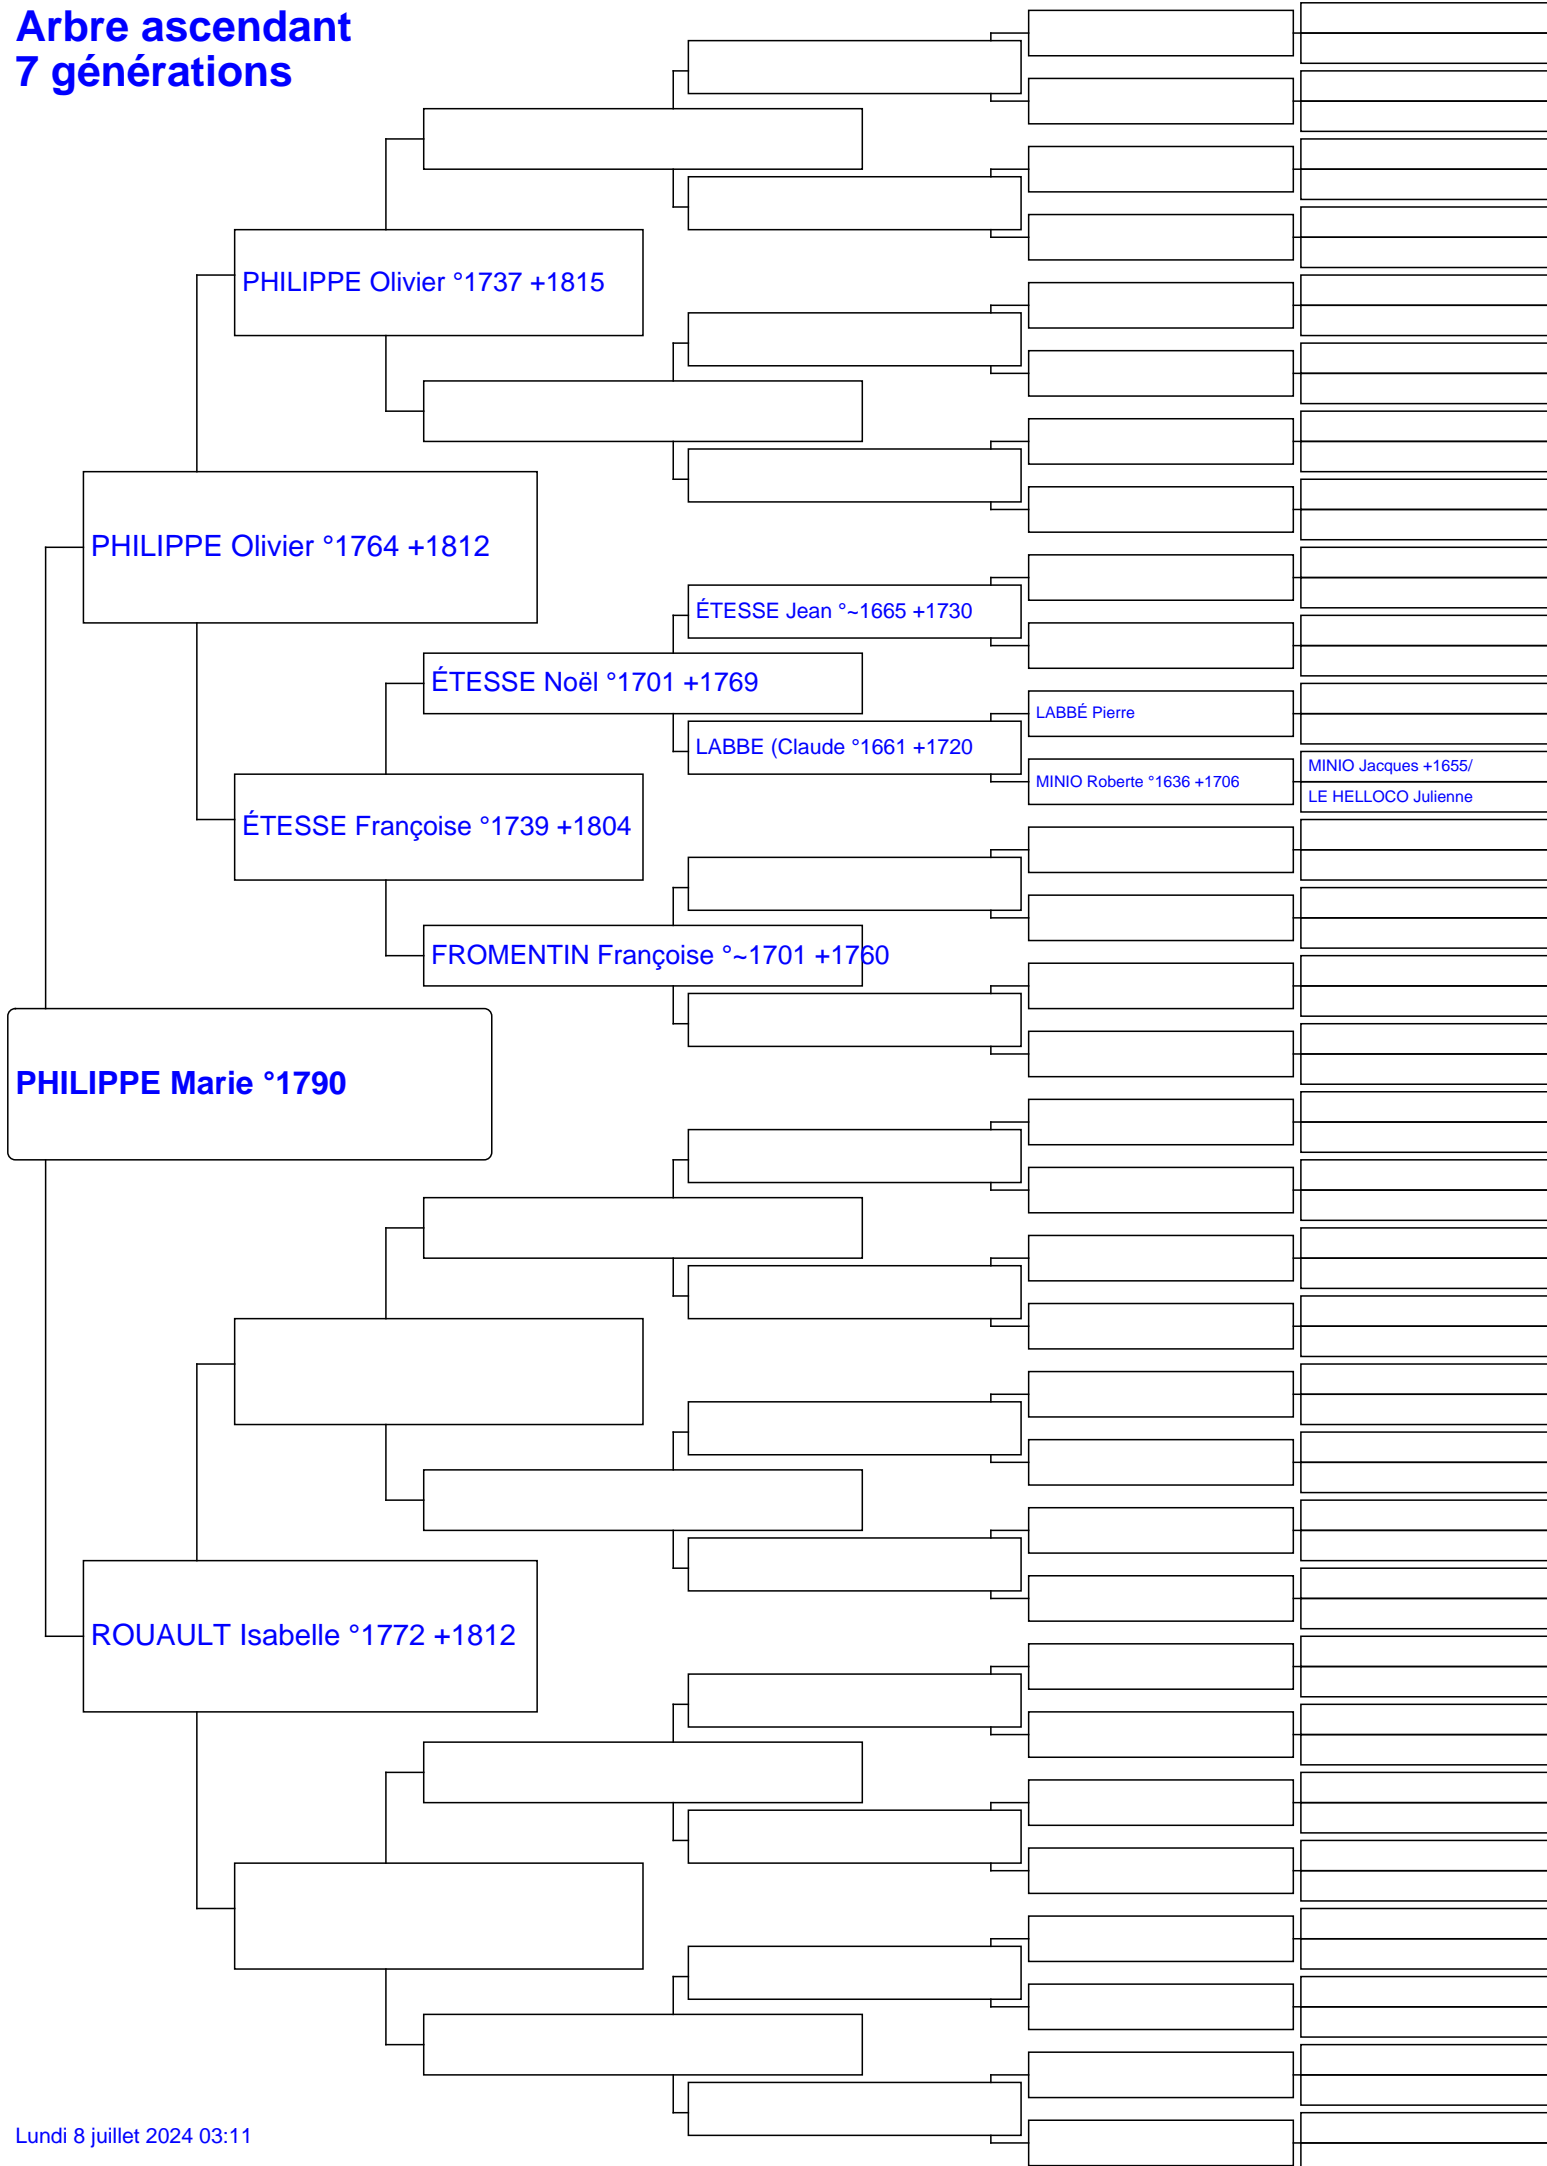 Arbre ascendant
7 générations
PHILIPPE Olivier °1737 +1815
PHILIPPE Olivier °1764 +1812
ÉTESSE Jean °~1665 +1730
ÉTESSE Noël °1701 +1769
LABBÉ Pierre
LABBE (Claude °1661 +1720
MINIO Jacques +1655/
MINIO Roberte °1636 +1706
LE HELLOCO Julienne
ÉTESSE Françoise °1739 +1804
FROMENTIN Françoise °~1701 +1760
PHILIPPE Marie °1790
ROUAULT Isabelle °1772 +1812
Lundi 8 juillet 2024 03:11